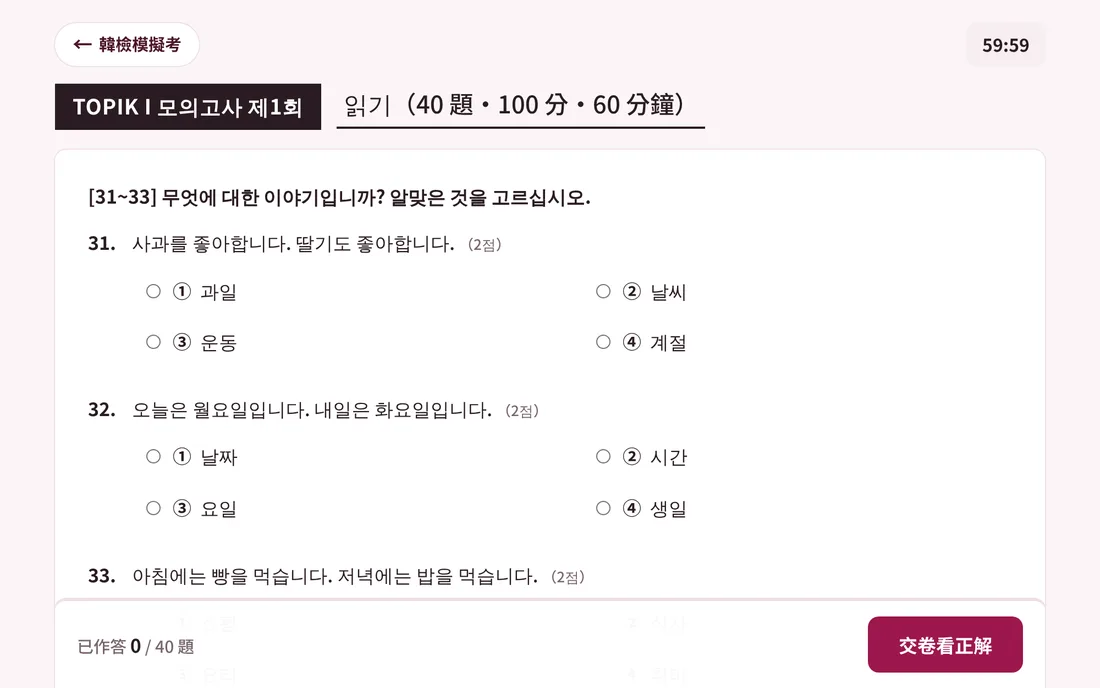 ← 韓檢模擬考
59:59
TOPIK I 모의고사 제1회
읽기（40 題・100 分・60 分鐘）
[31~33] 무엇에 대한 이야기입니까? 알맞은 것을 고르십시오.
31. 사과를 좋아합니다. 딸기도 좋아합니다. （2점）
① 과일
② 날씨
③ 운동
④ 계절
32. 오늘은 월요일입니다. 내일은 화요일입니다. （2점）
① 날짜
② 시간
③ 요일
④ 생일
33. 아침에는 빵을 먹습니다. 저녁에는 밥을 먹습니다. （2점）
已作答 0 / 40 題
交卷看正解